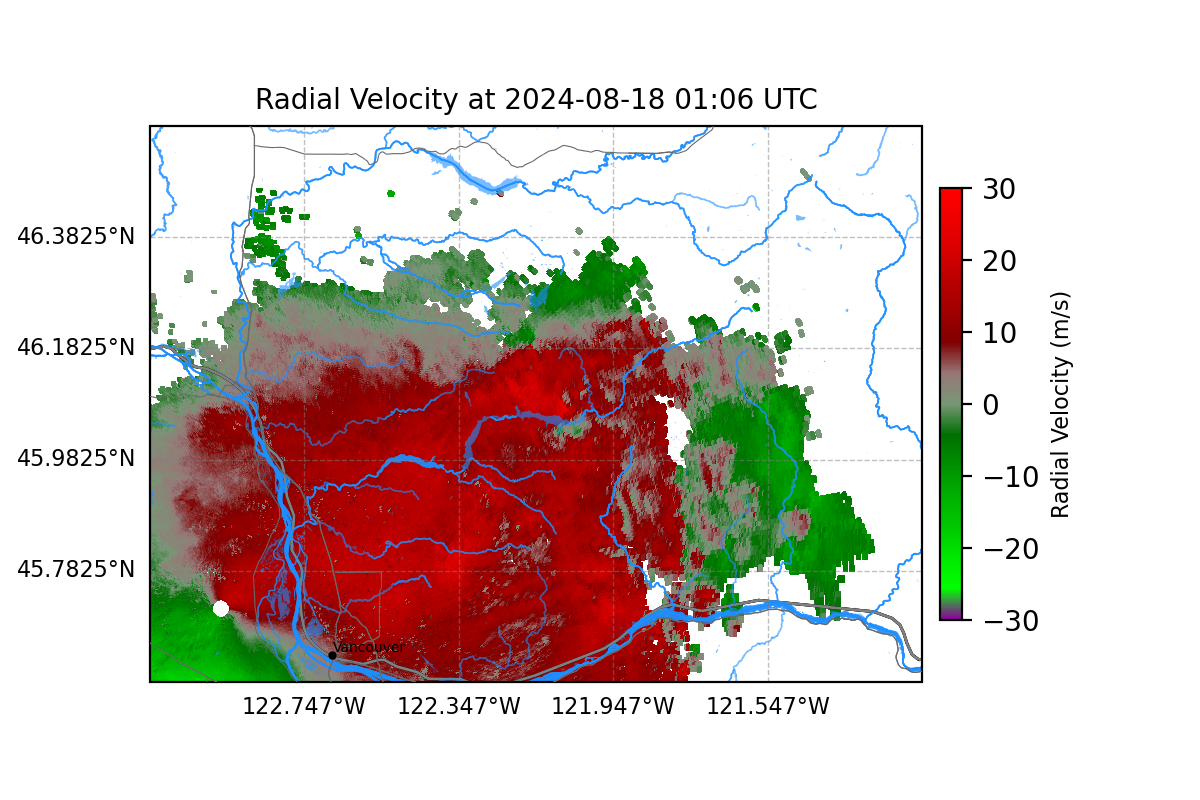 Radial Velocity at 2024-08-18 01:06 UTC
46.3825°N
46.1825°N
45.9825°N
45.7825°N
Vancouver
122.747°W
122.347°W
121.947°W
121.547°W
30
20
10
0
−10
−20
−30
Radial Velocity (m/s)